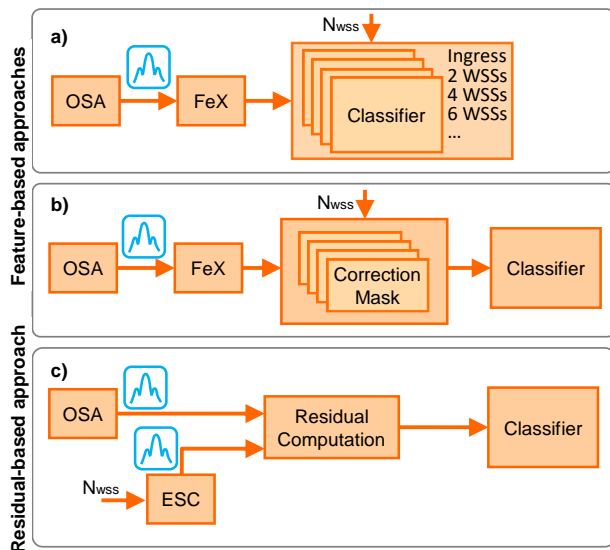 Feature-based approaches
a)
Nwss
OSA
FeX
Classifier
Ingress
2 WSSs
4 WSSs
6 WSSs
...
b)
Nwss
OSA
FeX
Correction
Mask
Classifier
Residual-based approach
c)
OSA
Nwss
ESC
Residual
Computation
Classifier